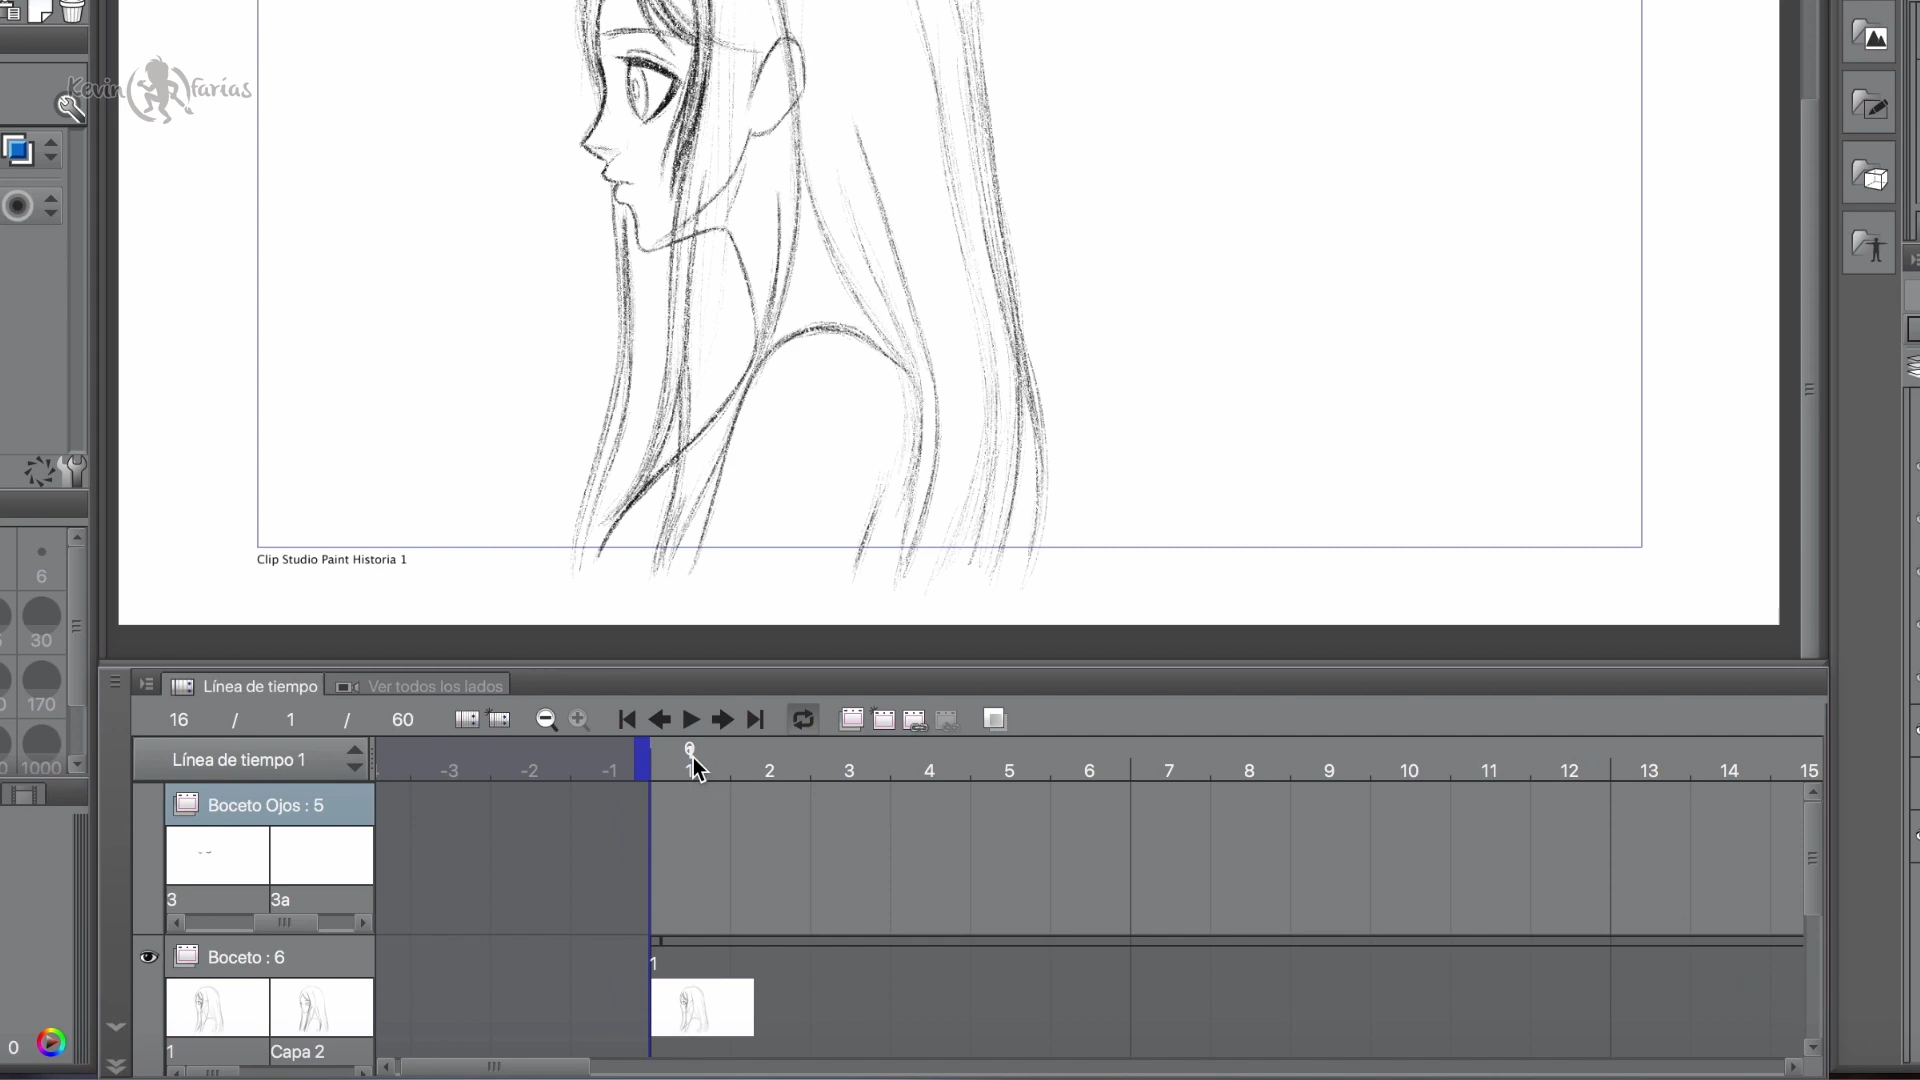 Kevin farías
Clip Studio Paint Historia 1
6
30
170
1000
Línea de tiempo
Ver todos los lados
16 / 1 / 60
Línea de tiempo 1
-3 -2 -1 1 2 3 4 5 6 7 8 9 10 11 12 13 14 15
Boceto Ojos : 5
3 3a
Boceto : 6
1
1 Capa 2
0